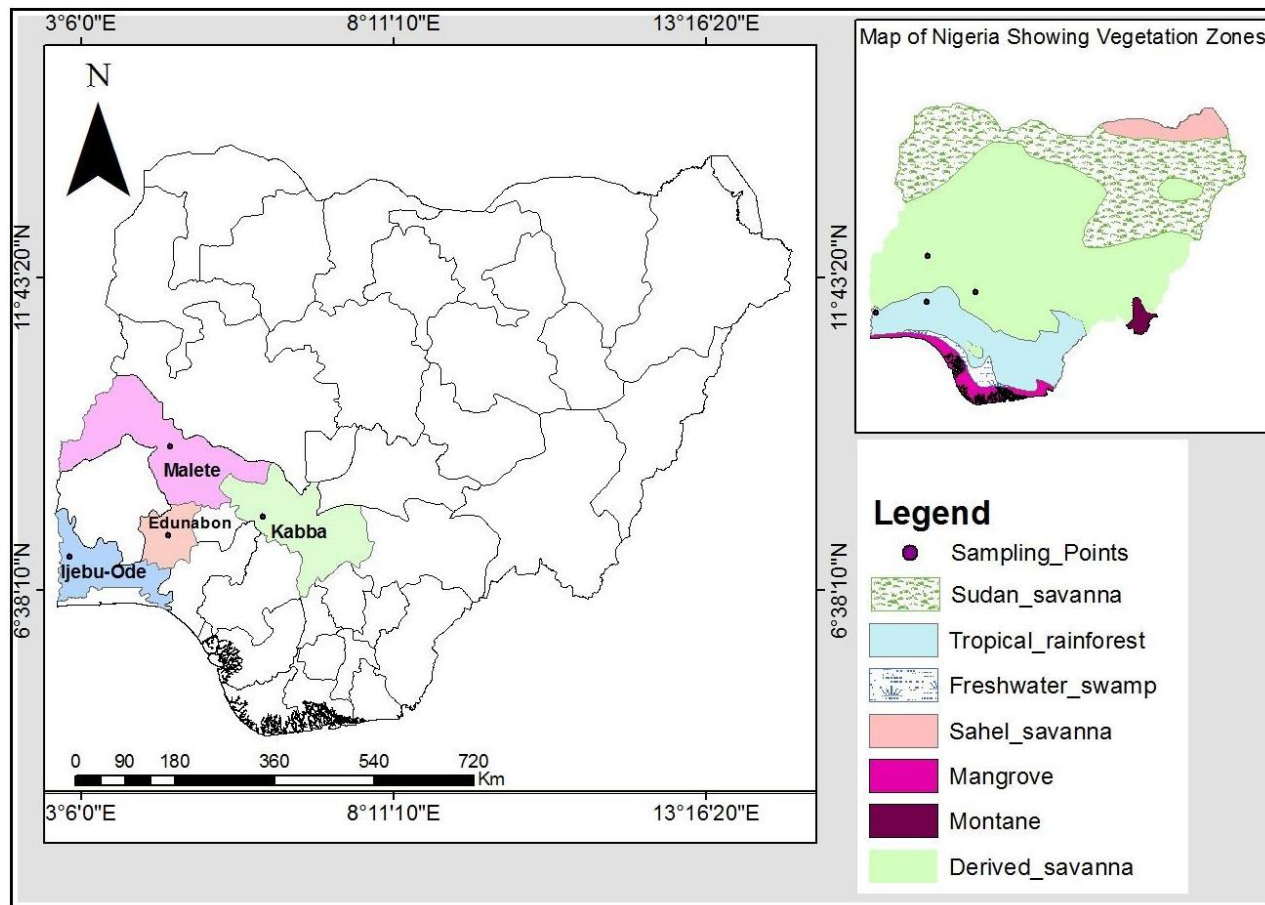 3°6'0"E 8°11'10"E 13°16'20"E
Map of Nigeria Showing Vegetation Zones
N
11°43'20"N
11°43'20"N
Malete
Edunabon
Kabba
Ijebu-Ode
6°38'10"N
6°38'10"N
0 90 180 360 540 720
Km
3°6'0"E 8°11'10"E 13°16'20"E
Legend
Sampling_Points
Sudan_savanna
Tropical_rainforest
Freshwater_swamp
Sahel_savanna
Mangrove
Montane
Derived_savanna